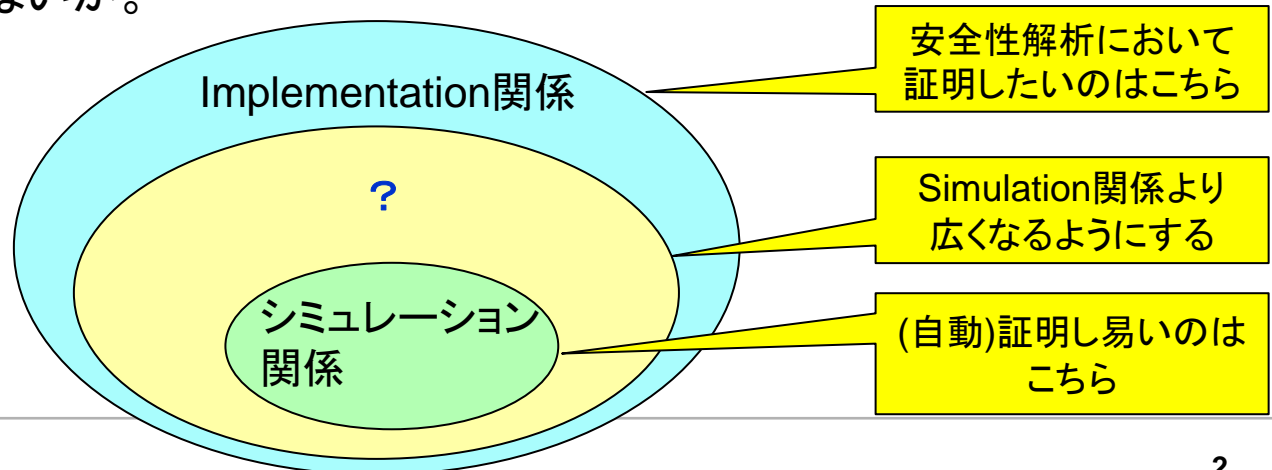 ないか。
Implementation関係
安全性解析において
証明したいのはこちら
?
Simulation関係より
広くなるようにする
シミュレーション
関係
(自動)証明し易いのは
こちら
2